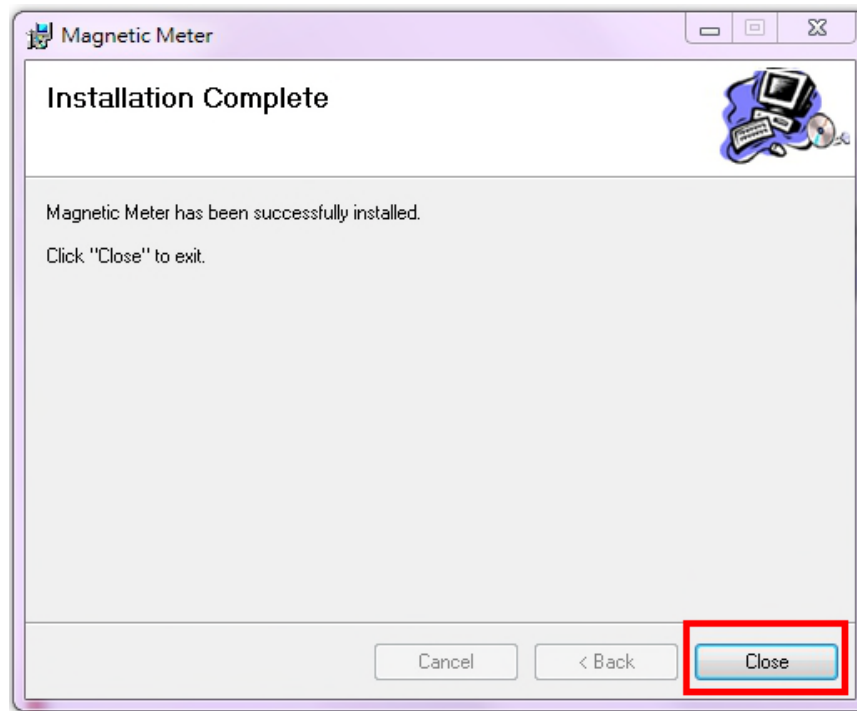 Magnetic Meter
Installation Complete
Magnetic Meter has been successfully installed.
Click "Close" to exit.
Cancel
< Back
Close